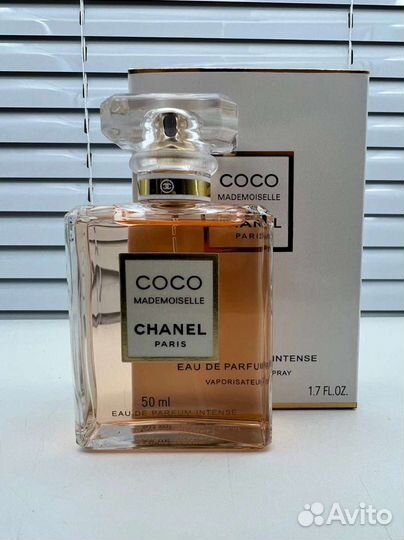 COCO
MADEMOISELLE
CHANEL
PARIS
50 ml
EAU DE PARFUM INTENSE
COCO
MADEMOISELLE
CHANEL
PARIS
EAU DE PARFUM INTENSE
VAPORISATEUR SPRAY
1.7 FL.OZ.
Avito